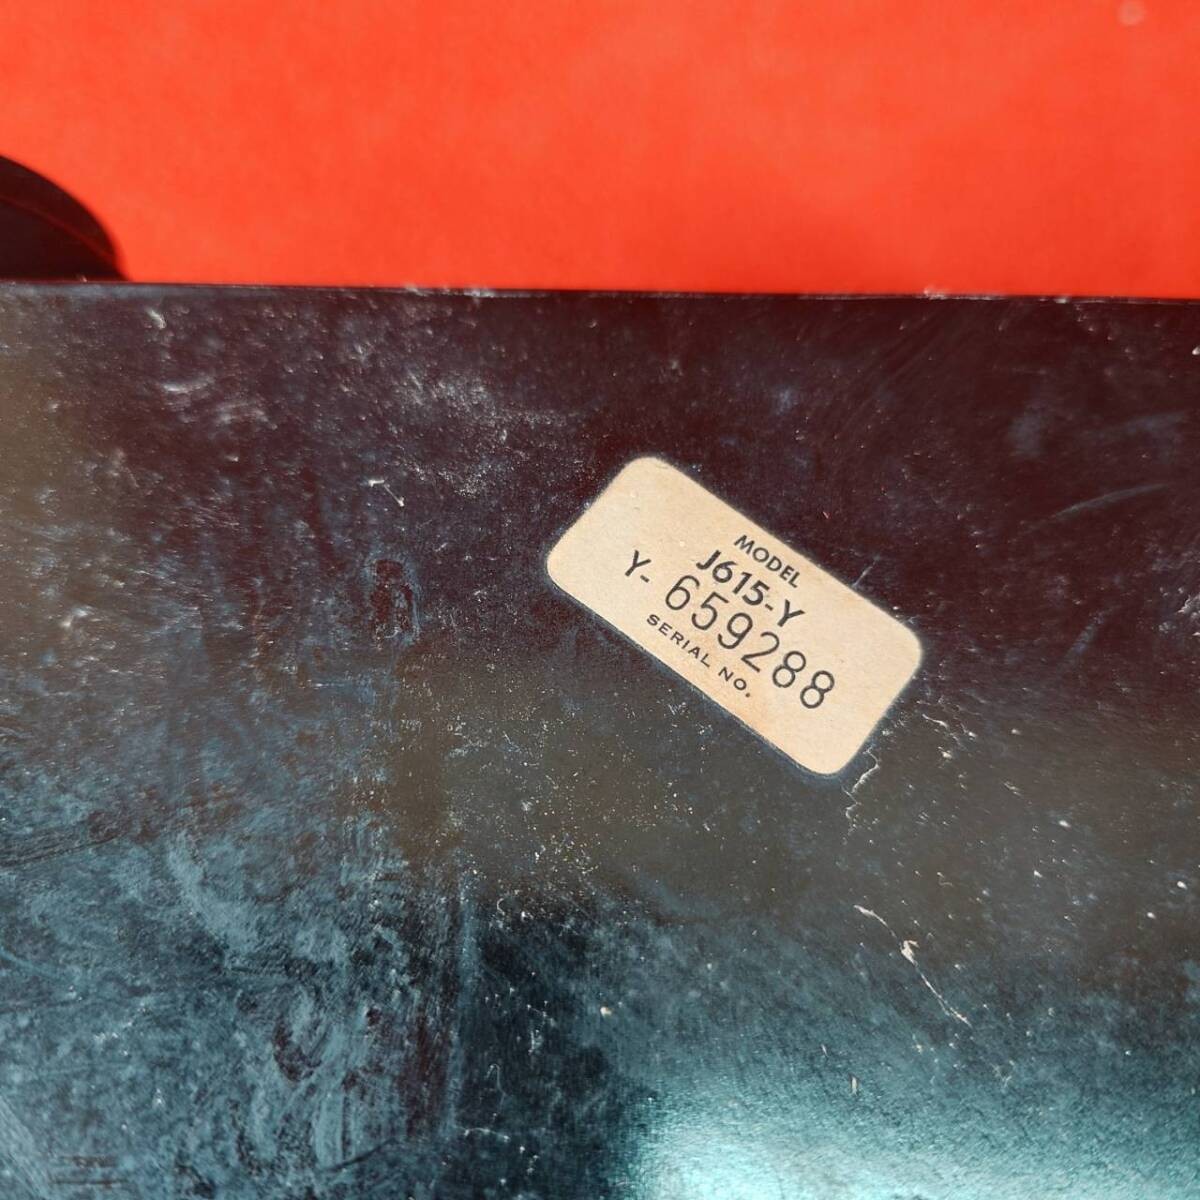 MODEL
J615-Y
Y- 659288
SERIAL NO.